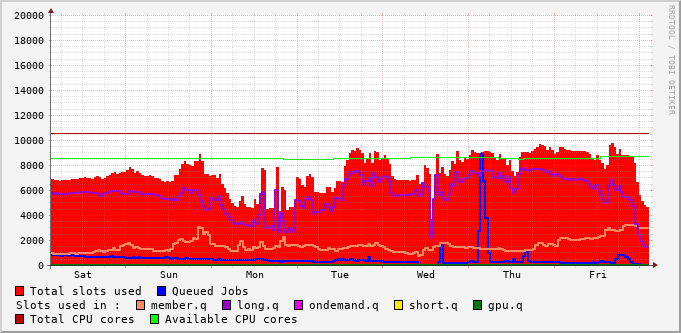 20000
18000
16000
14000
12000
10000
8000
6000
4000
2000
0
Sat Sun Mon Tue Wed Thu Fri
RRDTOOL / TOBI OETIKER
Total slots used Queued Jobs
Slots used in : member.q long.q ondemand.q short.q gpu.q
Total CPU cores Available CPU cores